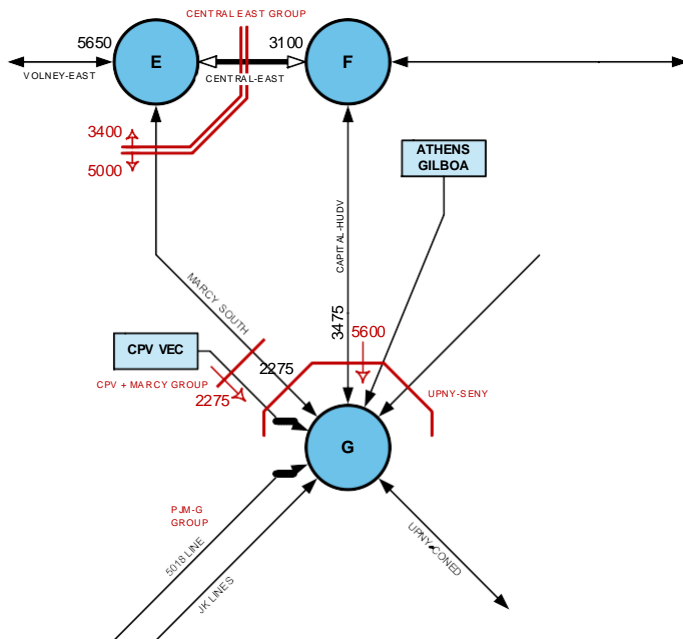 CENTRAL EAST GROUP
5650
E
3100
F
VOLNEY-EAST
CENTRAL-EAST
3400
5000
ATHENS
GILBOA
CAPITAL-HUDV
MARCY SOUTH
3475
5600
CPV VEC
2275
CPV + MARCY GROUP
2275
UPNY-SENY
G
PJM-G
GROUP
5018 LINE
JK LINES
UPNY-CONED